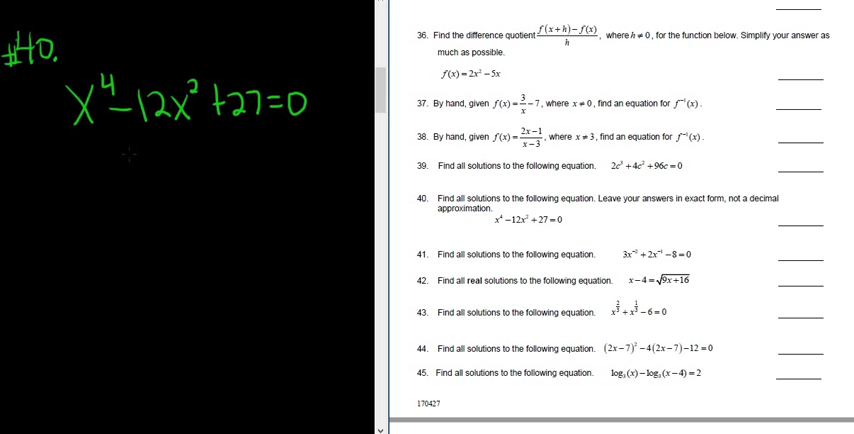 #40.
x⁴ - 12x² + 27 = 0
36. Find the difference quotient (f(x+h) − f(x))/h, where h ≠ 0, for the function below. Simplify your answer as
much as possible.
f(x) = 2x² − 5x
37. By hand, given f(x) = 3/x − 7, where x ≠ 0, find an equation for f⁻¹(x).
38. By hand, given f(x) = (2x−1)/(x−3), where x ≠ 3, find an equation for f⁻¹(x).
39. Find all solutions to the following equation. 2c³ + 4c² + 96c = 0
40. Find all solutions to the following equation. Leave your answers in exact form, not a decimal
approximation.
x⁴ − 12x² + 27 = 0
41. Find all solutions to the following equation. 3x⁻² + 2x⁻¹ − 8 = 0
42. Find all real solutions to the following equation. x − 4 = √(9x + 16)
43. Find all solutions to the following equation. x^(2/3) + x^(1/3) − 6 = 0
44. Find all solutions to the following equation. (2x − 7)² − 4(2x − 7) − 12 = 0
45. Find all solutions to the following equation. log₃(x) − log₃(x − 4) = 2
170427